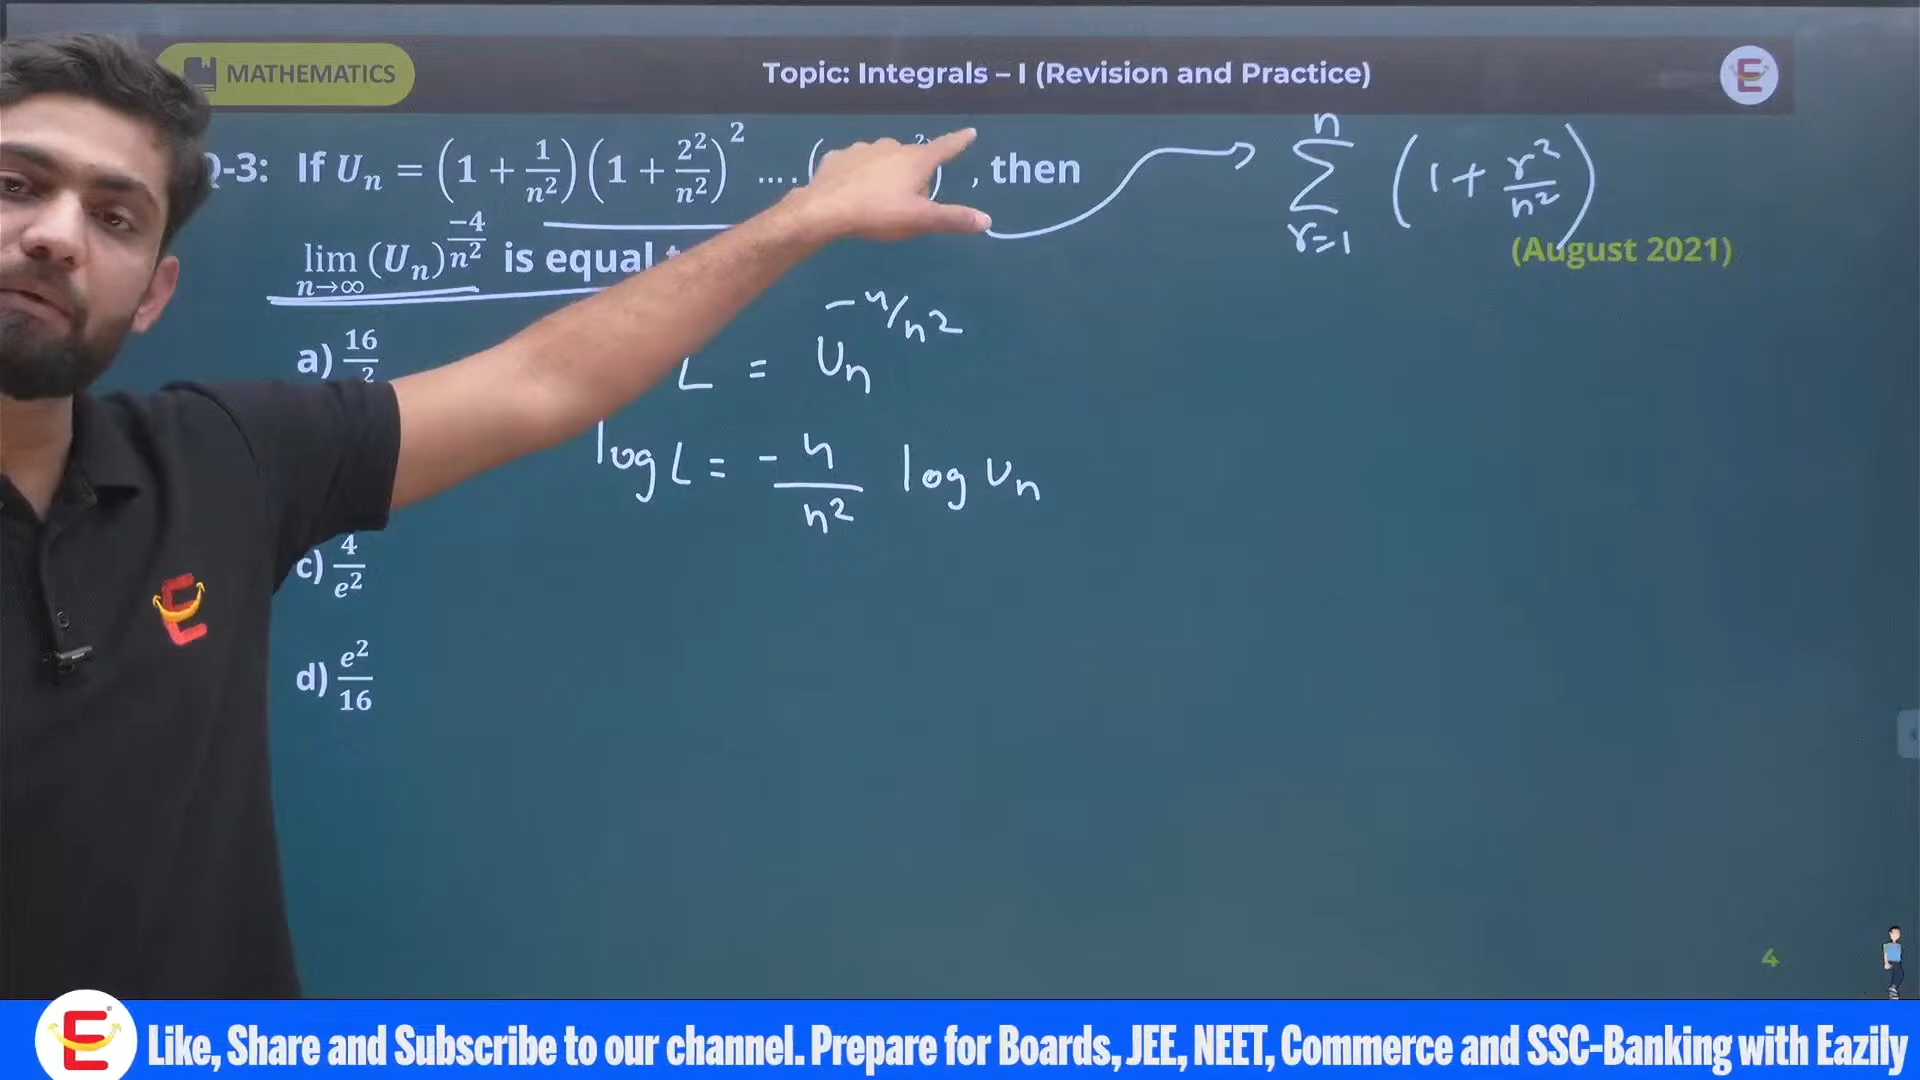 MATHEMATICS
Topic: Integrals – I (Revision and Practice)
Q-3: If Uₙ = (1 + 1/n²)(1 + 2²/n²)² ....( ²) , then
lim n→∞ (Uₙ)^(-4/n²) is equal
(August 2021)
n Σ r=1 (1 + r²/n²)
a) 16/ 2
c) 4/e²
d) e²/16
L = Uₙ^(-4/n²)
log L = - 4/n² log Uₙ
4
Like, Share and Subscribe to our channel. Prepare for Boards, JEE, NEET, Commerce and SSC-Banking with Eazily